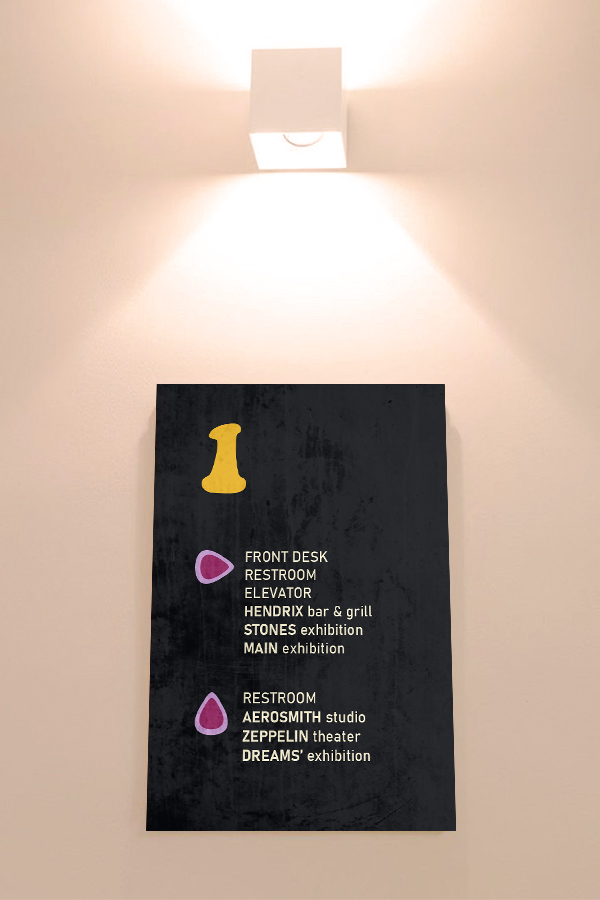 1
FRONT DESK
RESTROOM
ELEVATOR
HENDRIX bar & grill
STONES exhibition
MAIN exhibition
RESTROOM
AEROSMITH studio
ZEPPELIN theater
DREAMS' exhibition